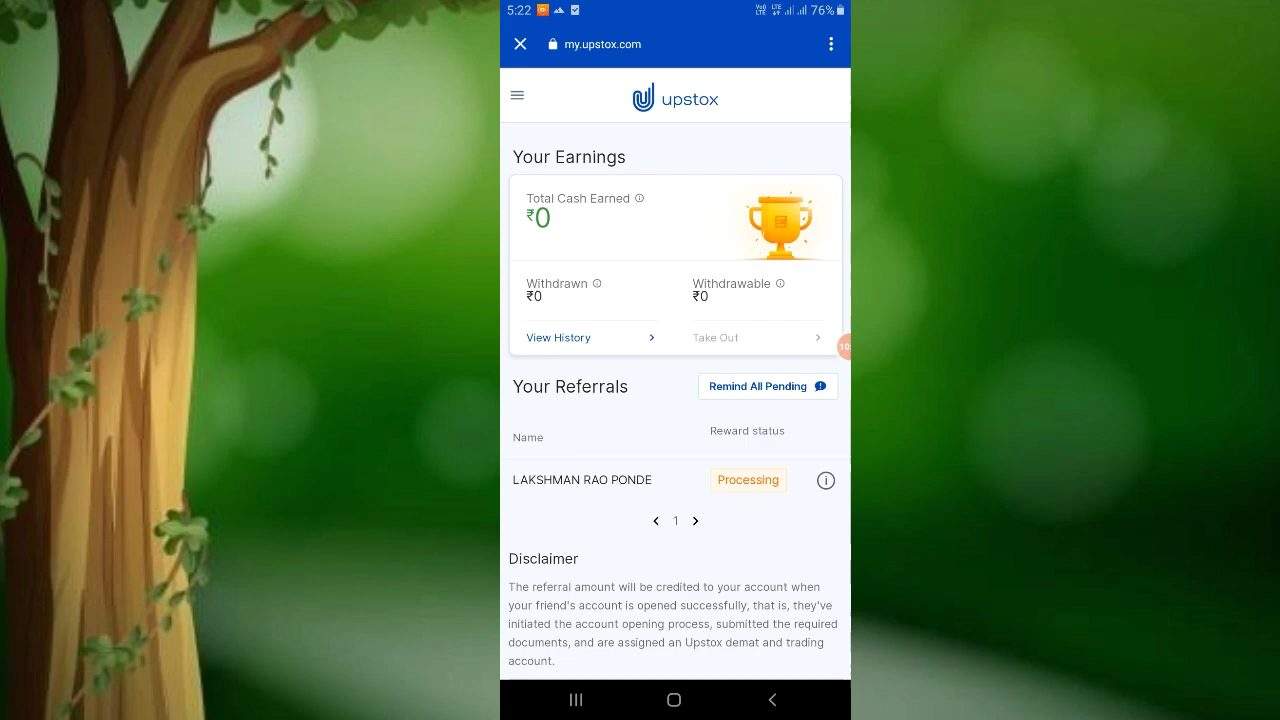 5:22
76%
my.upstox.com
upstox
Your Earnings
Total Cash Earned
₹0
Withdrawn
₹0
Withdrawable
₹0
View History
Take Out
Your Referrals
Remind All Pending
Name
Reward status
LAKSHMAN RAO PONDE
Processing
1
Disclaimer
The referral amount will be credited to your account when
your friend's account is opened successfully, that is, they've
initiated the account opening process, submitted the required
documents, and are assigned an Upstox demat and trading
account.